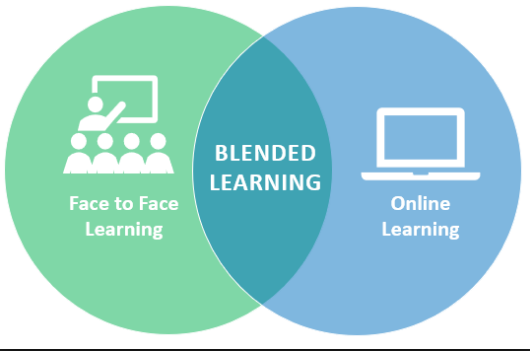 Face to Face
Learning
BLENDED
LEARNING
Online
Learning